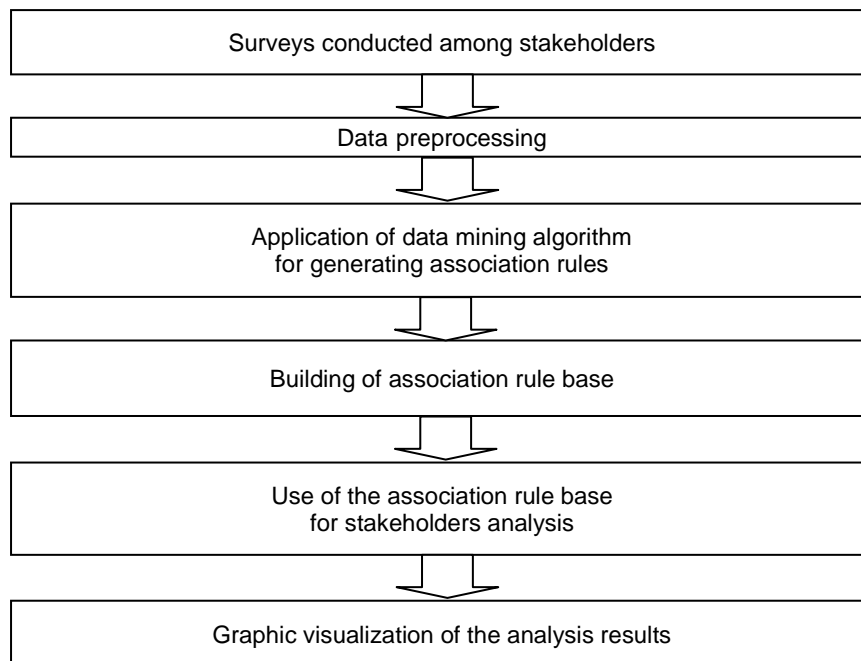 Surveys conducted among stakeholders
Data preprocessing
Application of data mining algorithm
for generating association rules
Building of association rule base
Use of the association rule base
for stakeholders analysis
Graphic visualization of the analysis results